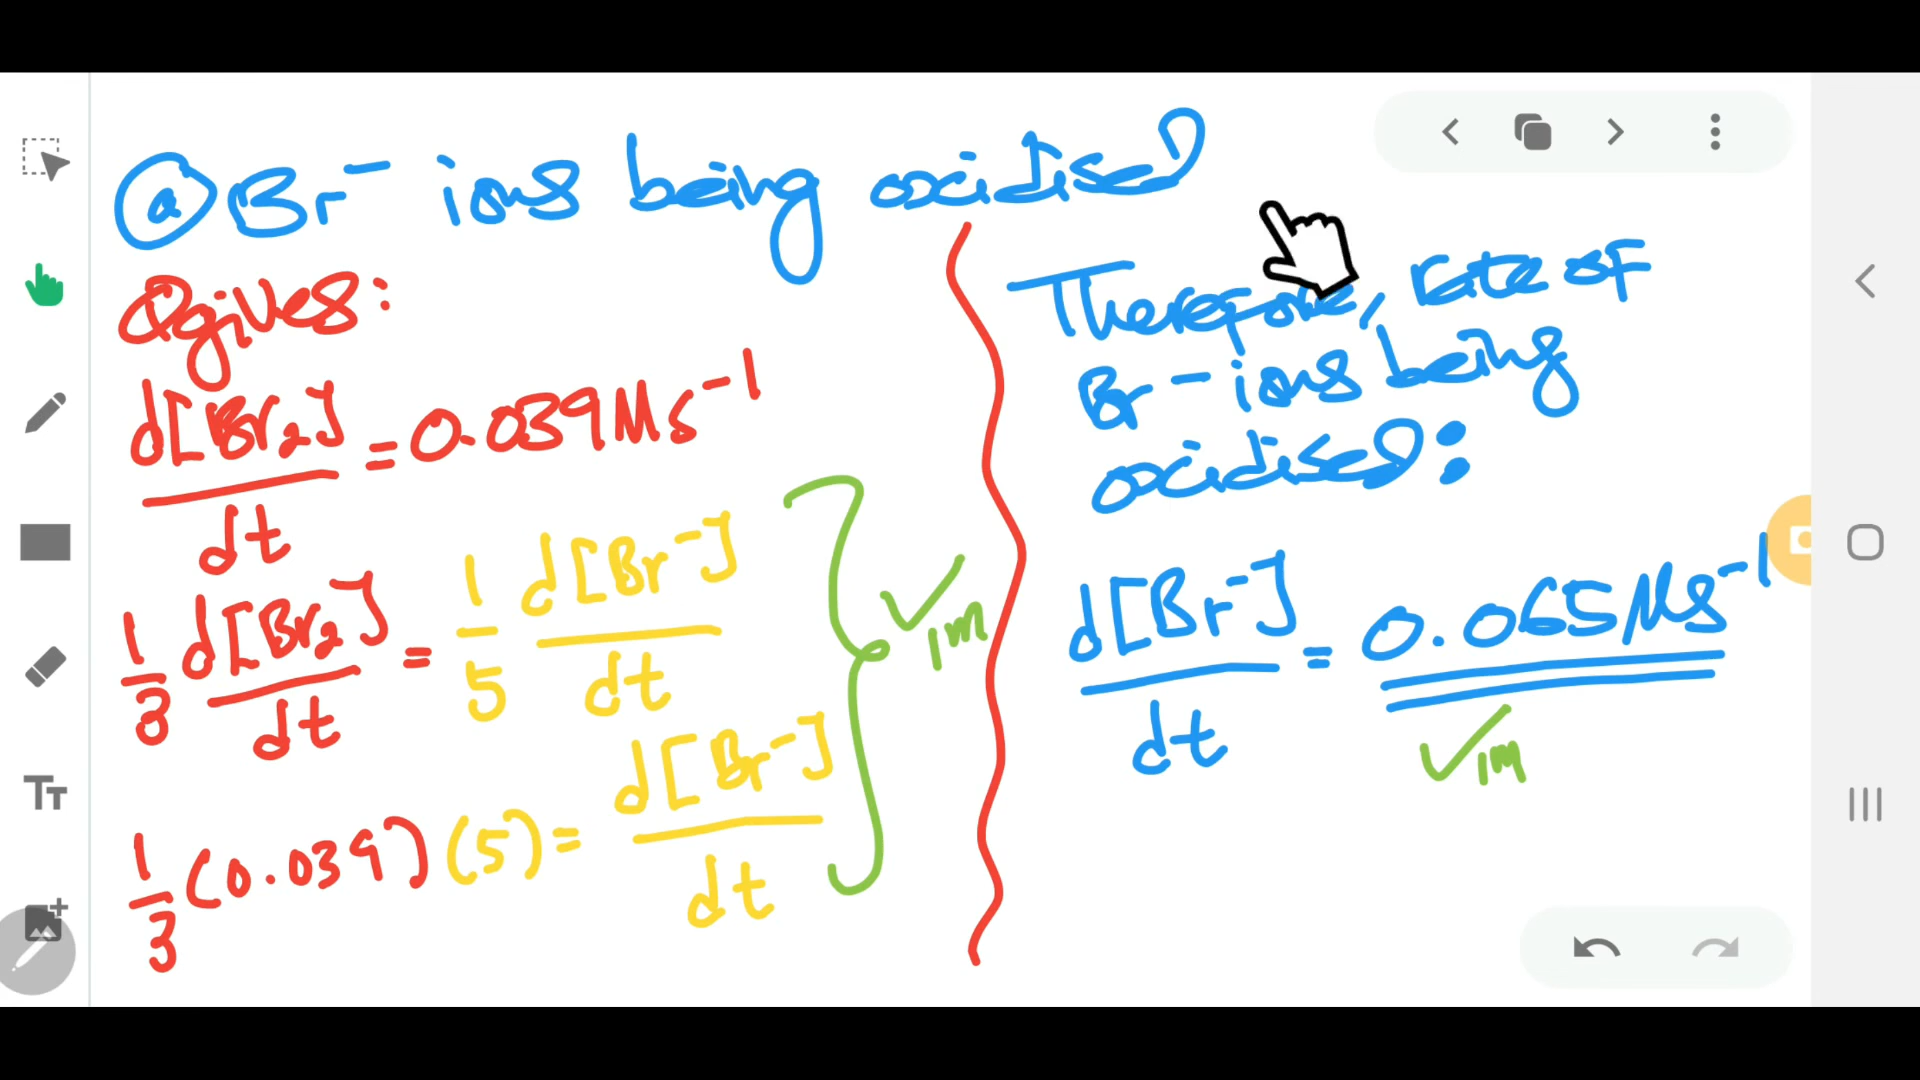 (a) Br⁻ ions being oxidised
Q gives:
d[Br₂]/dt = 0.039 Ms⁻¹
1/3 d[Br₂]/dt = 1/5 d[Br⁻]/dt
1/3 (0.039)(5) = d[Br⁻]/dt
✓1m
Therefore, rate of
Br⁻ ions being
oxidised:
d[Br⁻]/dt = 0.065 Ms⁻¹
✓1m
TT